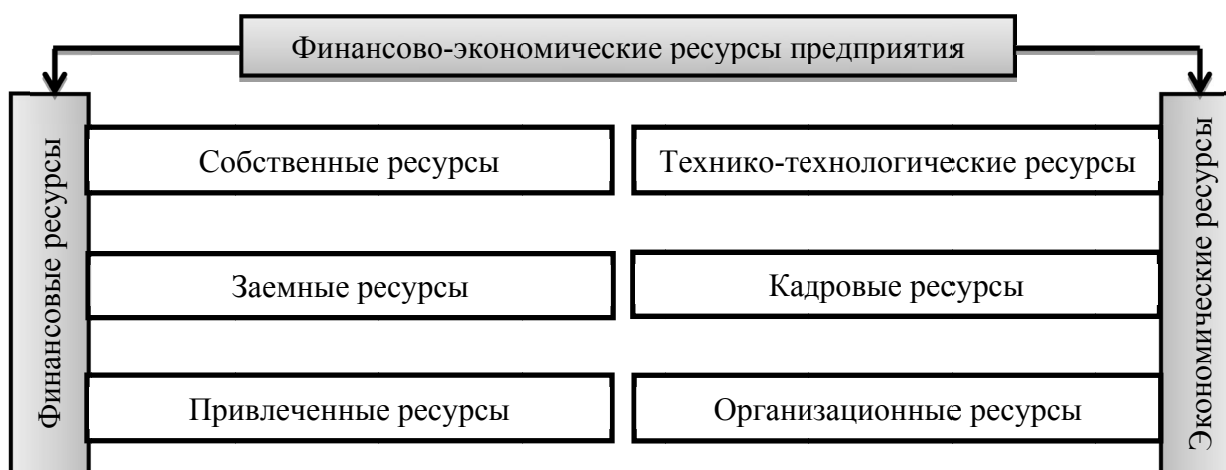 Финансово-экономические ресурсы предприятия
Финансовые ресурсы
Собственные ресурсы
Заемные ресурсы
Привлеченные ресурсы
Технико-технологические ресурсы
Кадровые ресурсы
Организационные ресурсы
Экономические ресурсы